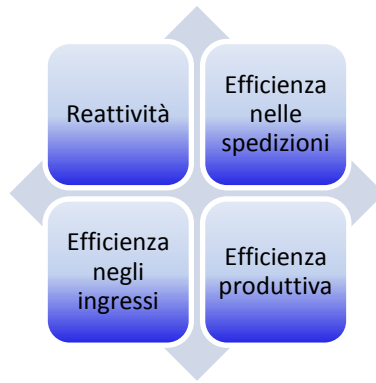 Reattività
Efficienza
nelle
spedizioni
Efficienza
negli
ingressi
Efficienza
produttiva